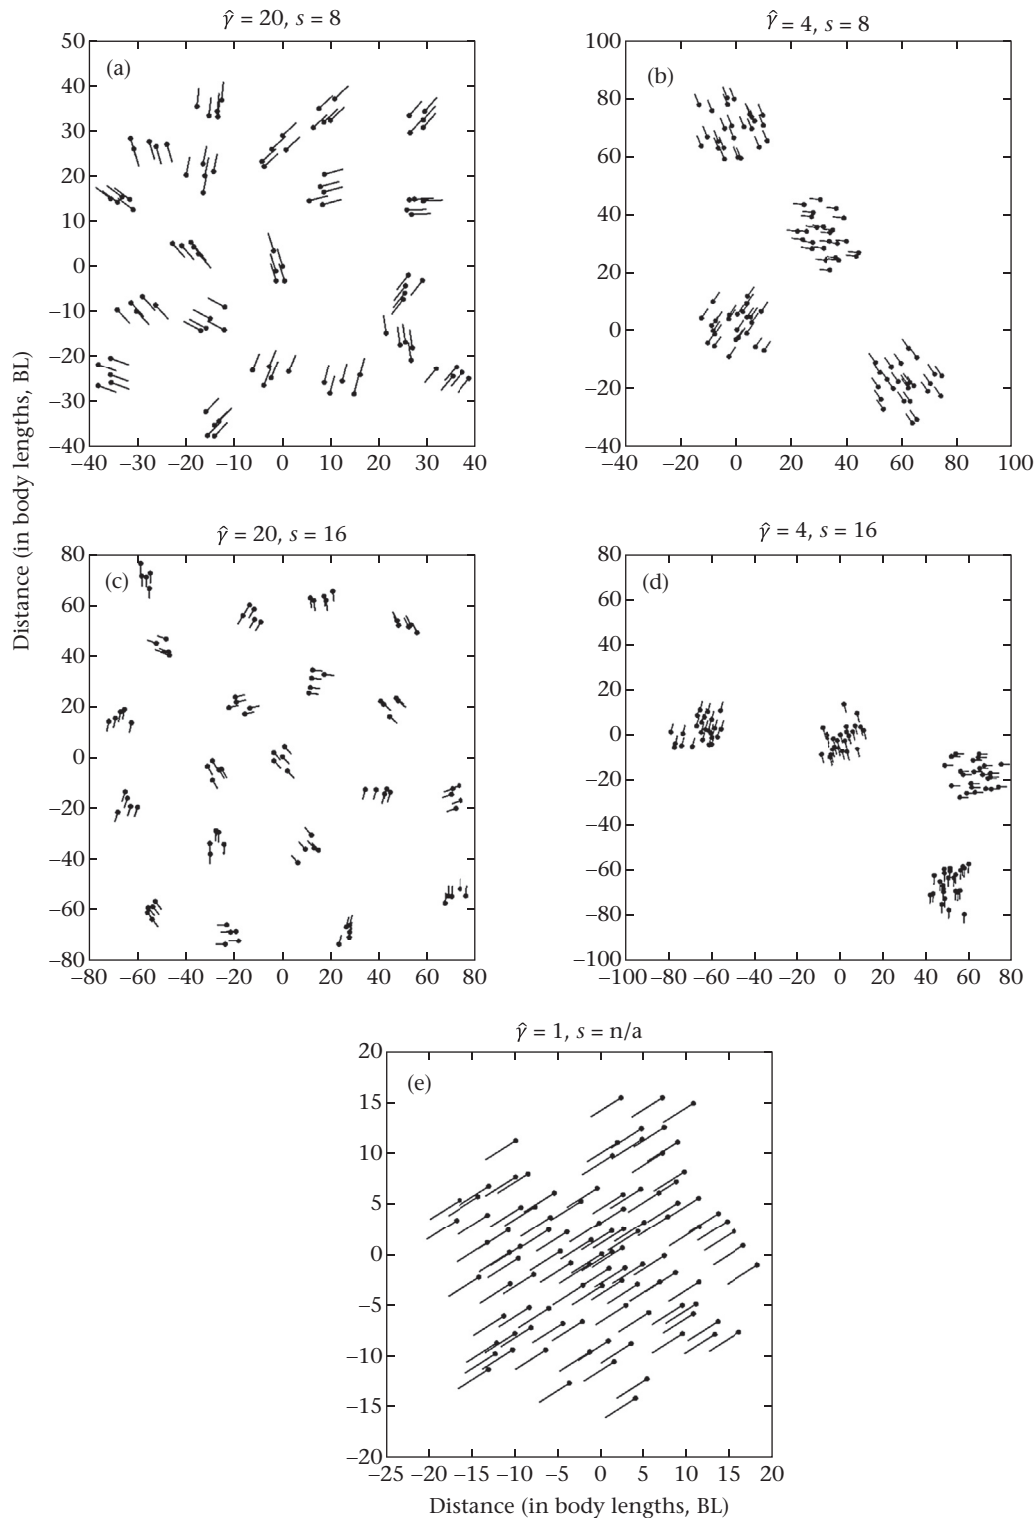 γ̂ = 20, s = 8
γ̂ = 4, s = 8
(a)
50
40
30
20
10
0
−10
−20
−30
−40
−40 −30 −20 −10 0 10 20 30 40
(b)
100
80
60
40
20
0
−20
−40
−40 −20 0 20 40 60 80 100
Distance (in body lengths, BL)
γ̂ = 20, s = 16
γ̂ = 4, s = 16
(c)
80
60
40
20
0
−20
−40
−60
−80
−80 −60 −40 −20 0 20 40 60 80
(d)
80
60
40
20
0
−20
−40
−60
−80
−100
−100 −80 −60 −40 −20 0 20 40 60 80
γ̂ = 1, s = n/a
(e)
20
15
10
5
0
−5
−10
−15
−20
−25 −20 −15 −10 −5 0 5 10 15 20
Distance (in body lengths, BL)